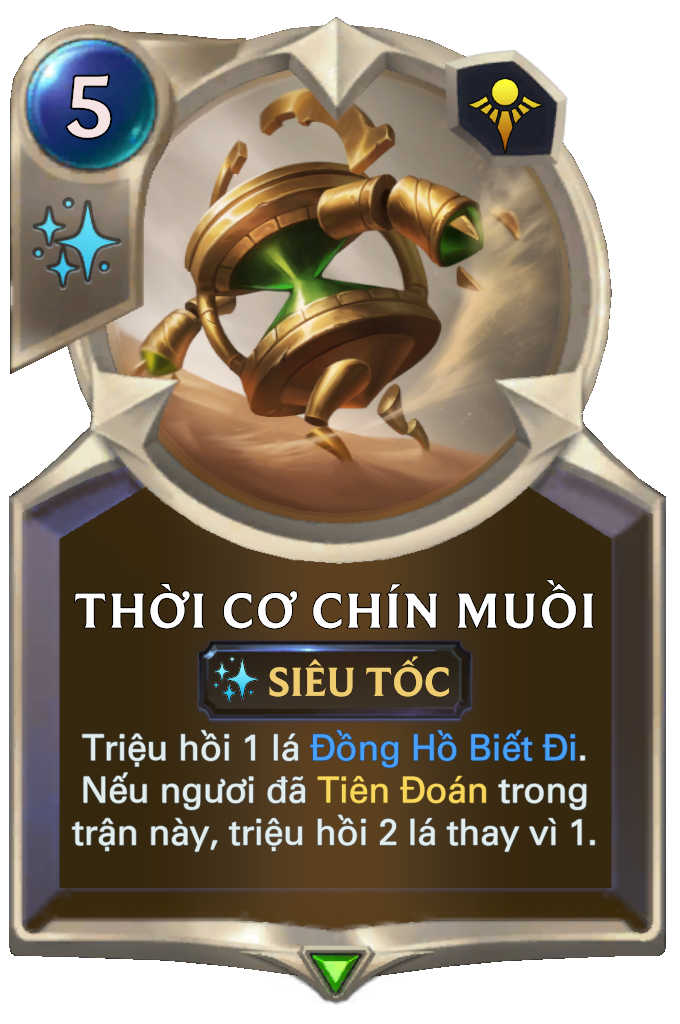 5
THỜI CƠ CHÍN MUỒI
SIÊU TỐC
Triệu hồi 1 lá Đồng Hồ Biết Đi.
Nếu ngươi đã Tiên Đoán trong
trận này, triệu hồi 2 lá thay vì 1.